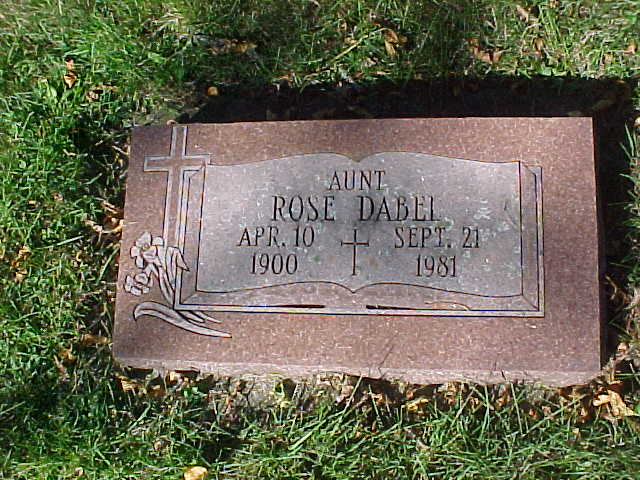 AUNT
ROSE DABEL
APR. 10 SEPT. 21
1900 1981